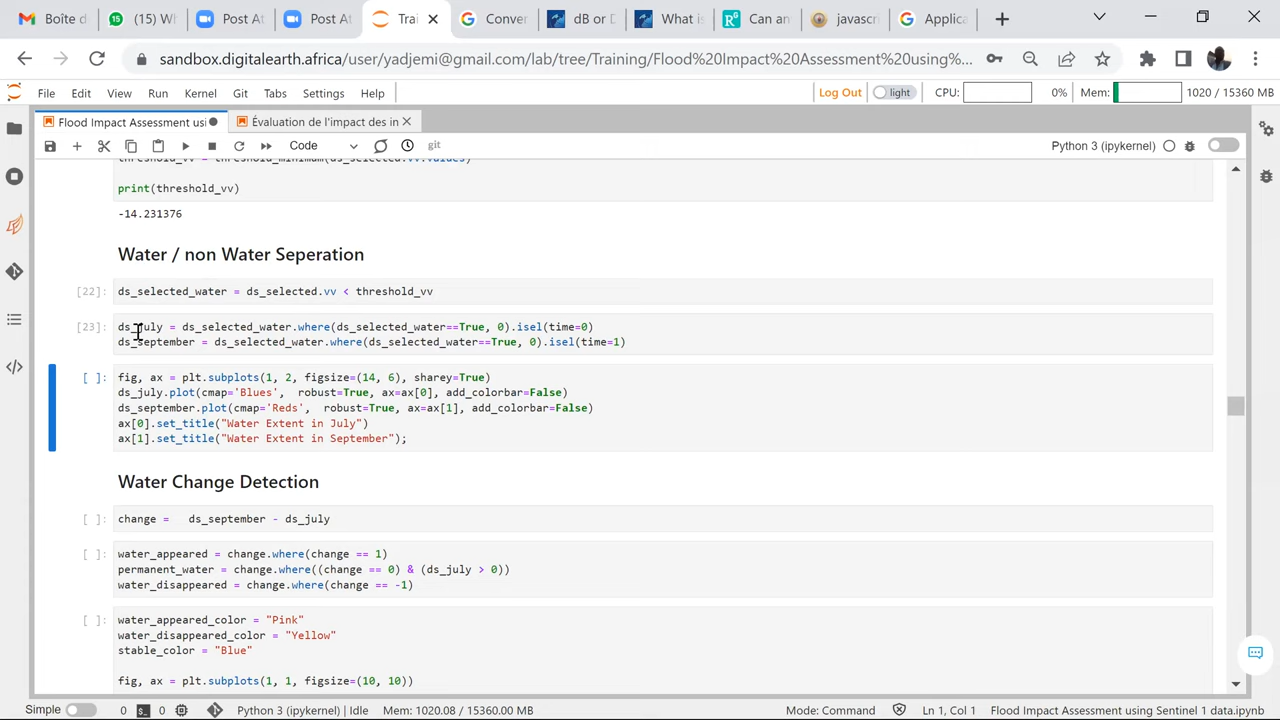 Boîte d
(15) Wh
Post At
Post At
Trai
Conver
dB or D
What is
Can an
javascr
Applica
sandbox.digitalearth.africa/user/yadjemi@gmail.com/lab/tree/Training/Flood%20Impact%20Assessment%20using%...
File Edit View Run Kernel Git Tabs Settings Help
Log Out light CPU: 0% Mem: 1020 / 15360 MB
Flood Impact Assessment usi
Évaluation de l'impact des in
Code
git
Python 3 (ipykernel)
threshold_vv = threshold_minimum(ds_selected.vv.values)
print(threshold_vv)
-14.231376
Water / non Water Seperation
[22]: ds_selected_water = ds_selected.vv < threshold_vv
[23]: ds_july = ds_selected_water.where(ds_selected_water==True, 0).isel(time=0)
ds_september = ds_selected_water.where(ds_selected_water==True, 0).isel(time=1)
[ ]: fig, ax = plt.subplots(1, 2, figsize=(14, 6), sharey=True)
ds_july.plot(cmap='Blues',  robust=True, ax=ax[0], add_colorbar=False)
ds_september.plot(cmap='Reds',  robust=True, ax=ax[1], add_colorbar=False)
ax[0].set_title("Water Extent in July")
ax[1].set_title("Water Extent in September");
Water Change Detection
[ ]: change =   ds_september - ds_july
[ ]: water_appeared = change.where(change == 1)
permanent_water = change.where((change == 0) & (ds_july > 0))
water_disappeared = change.where(change == -1)
[ ]: water_appeared_color = "Pink"
water_disappeared_color = "Yellow"
stable_color = "Blue"
fig, ax = plt.subplots(1, 1, figsize=(10, 10))
Simple 0 0 Python 3 (ipykernel) | Idle Mem: 1020.08 / 15360.00 MB Mode: Command Ln 1, Col 1 Flood Impact Assessment using Sentinel 1 data.ipynb